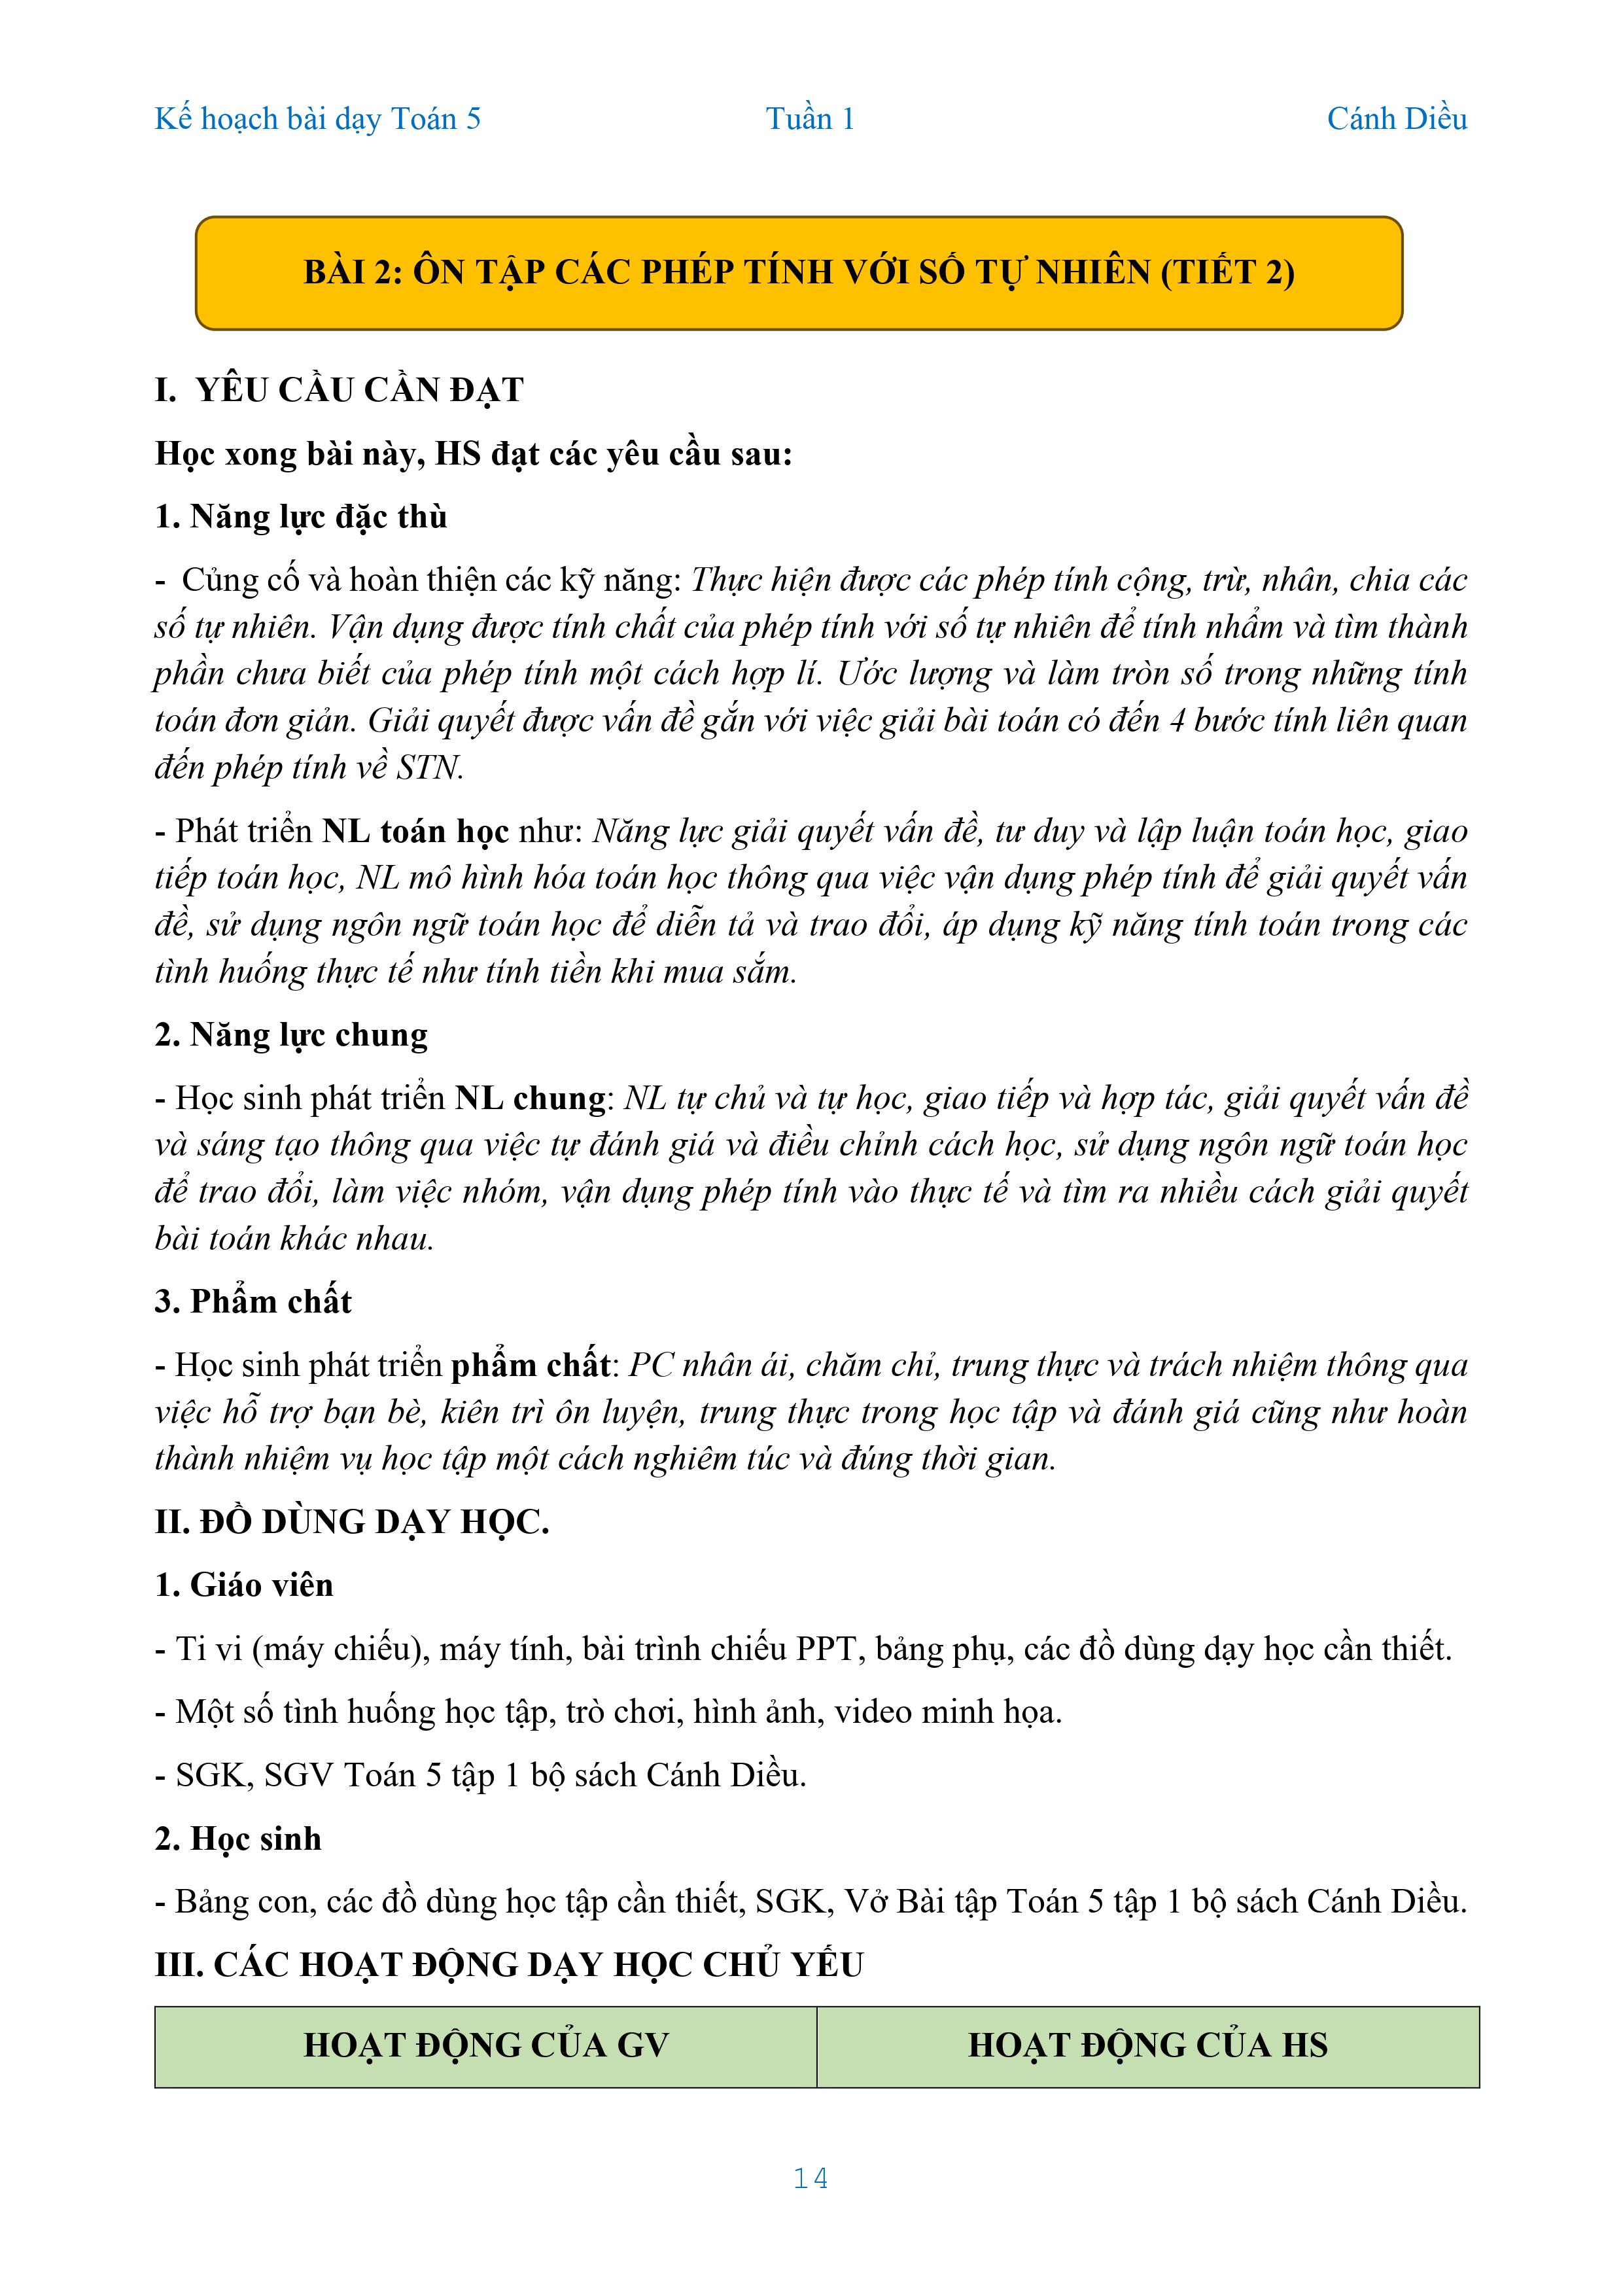 Kế hoạch bài dạy Toán 5 Tuần 1 Cánh Diều
BÀI 2: ÔN TẬP CÁC PHÉP TÍNH VỚI SỐ TỰ NHIÊN (TIẾT 2)
I. YÊU CẦU CẦN ĐẠT
Học xong bài này, HS đạt các yêu cầu sau:
1. Năng lực đặc thù
- Củng cố và hoàn thiện các kỹ năng: Thực hiện được các phép tính cộng, trừ, nhân, chia các
số tự nhiên. Vận dụng được tính chất của phép tính với số tự nhiên để tính nhẩm và tìm thành
phần chưa biết của phép tính một cách hợp lí. Ước lượng và làm tròn số trong những tính
toán đơn giản. Giải quyết được vấn đề gắn với việc giải bài toán có đến 4 bước tính liên quan
đến phép tính về STN.
- Phát triển NL toán học như: Năng lực giải quyết vấn đề, tư duy và lập luận toán học, giao
tiếp toán học, NL mô hình hóa toán học thông qua việc vận dụng phép tính để giải quyết vấn
đề, sử dụng ngôn ngữ toán học để diễn tả và trao đổi, áp dụng kỹ năng tính toán trong các
tình huống thực tế như tính tiền khi mua sắm.
2. Năng lực chung
- Học sinh phát triển NL chung: NL tự chủ và tự học, giao tiếp và hợp tác, giải quyết vấn đề
và sáng tạo thông qua việc tự đánh giá và điều chỉnh cách học, sử dụng ngôn ngữ toán học
để trao đổi, làm việc nhóm, vận dụng phép tính vào thực tế và tìm ra nhiều cách giải quyết
bài toán khác nhau.
3. Phẩm chất
- Học sinh phát triển phẩm chất: PC nhân ái, chăm chỉ, trung thực và trách nhiệm thông qua
việc hỗ trợ bạn bè, kiên trì ôn luyện, trung thực trong học tập và đánh giá cũng như hoàn
thành nhiệm vụ học tập một cách nghiêm túc và đúng thời gian.
II. ĐỒ DÙNG DẠY HỌC.
1. Giáo viên
- Ti vi (máy chiếu), máy tính, bài trình chiếu PPT, bảng phụ, các đồ dùng dạy học cần thiết.
- Một số tình huống học tập, trò chơi, hình ảnh, video minh họa.
- SGK, SGV Toán 5 tập 1 bộ sách Cánh Diều.
2. Học sinh
- Bảng con, các đồ dùng học tập cần thiết, SGK, Vở Bài tập Toán 5 tập 1 bộ sách Cánh Diều.
III. CÁC HOẠT ĐỘNG DẠY HỌC CHỦ YẾU
HOẠT ĐỘNG CỦA GV HOẠT ĐỘNG CỦA HS
14